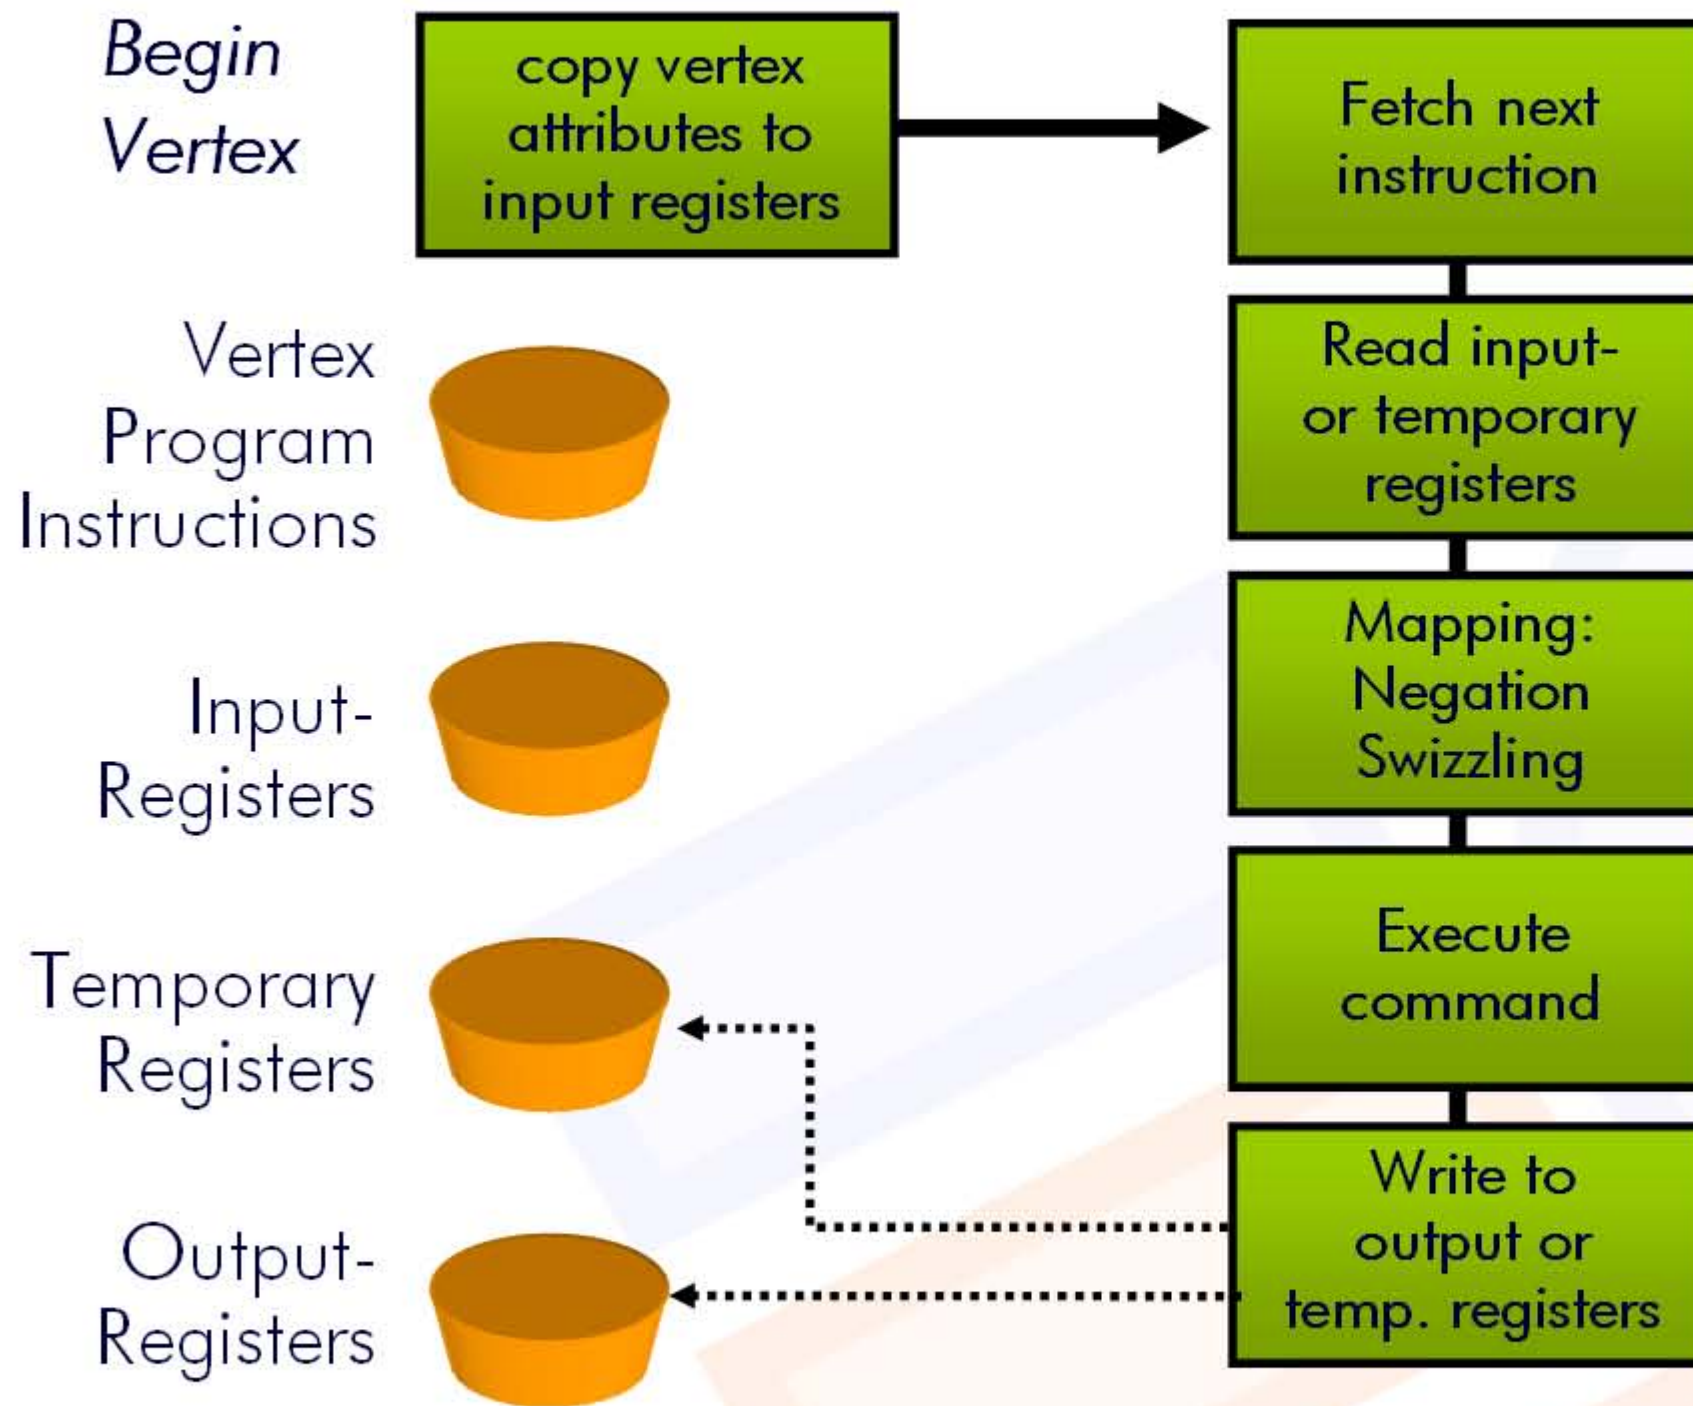 Begin
Vertex
copy vertex
attributes to
input registers
Fetch next
instruction
Vertex
Program
Instructions
Read input-
or temporary
registers
Input-
Registers
Mapping:
Negation
Swizzling
Temporary
Registers
Execute
command
Output-
Registers
Write to
output or
temp. registers